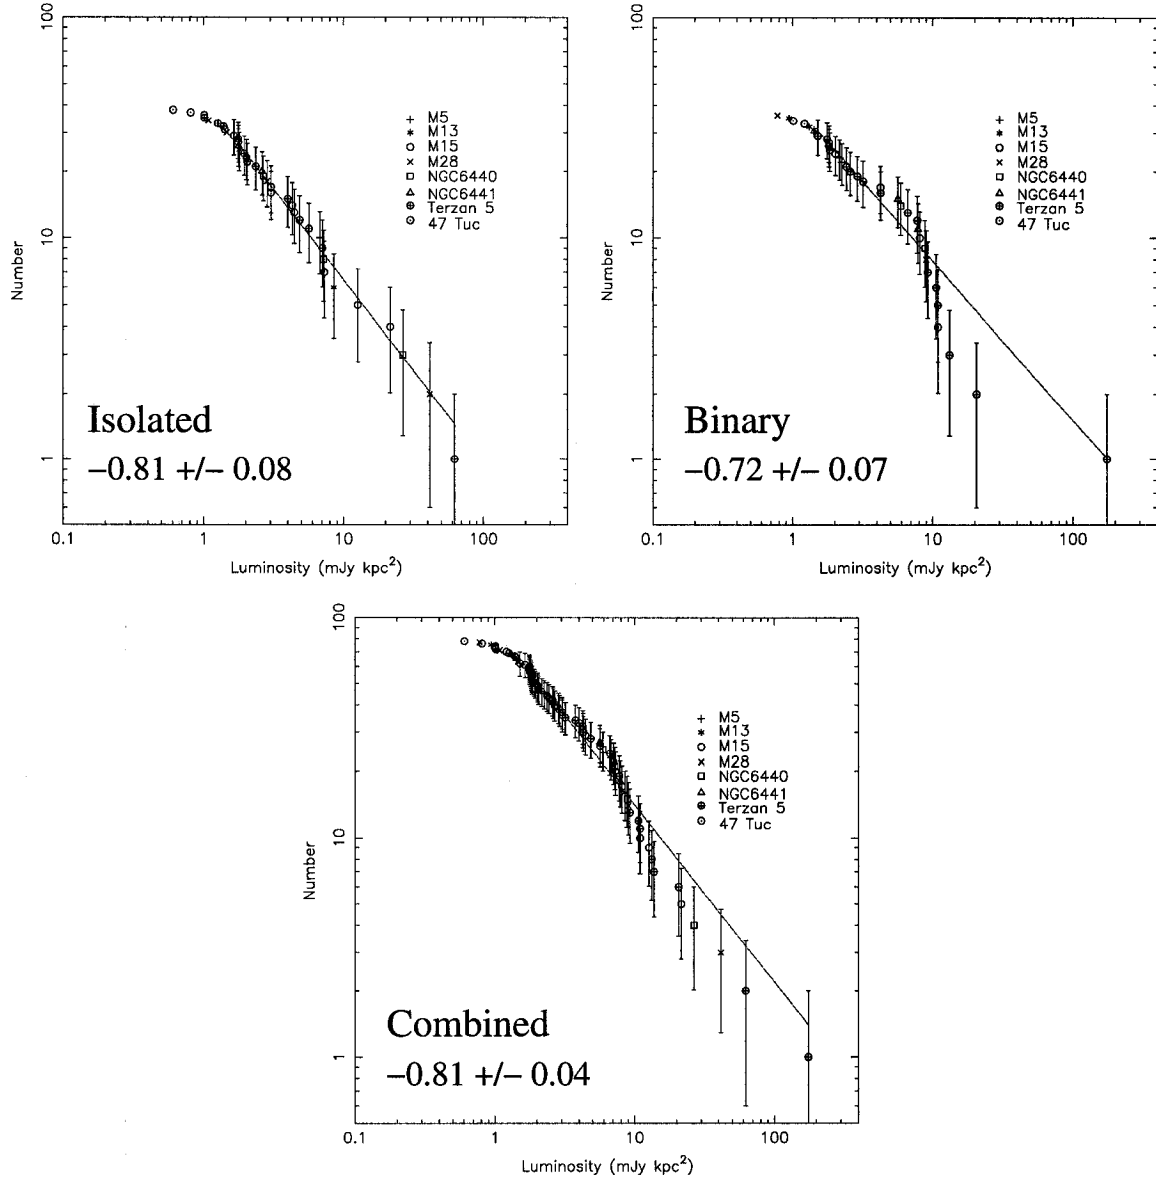 100
10
1
Number
M5
M13
M15
M28
NGC6440
NGC6441
Terzan 5
47 Tuc
Isolated
−0.81 +/− 0.08
0.1 1 10 100
Luminosity (mJy kpc²)
100
10
1
Number
M5
M13
M15
M28
NGC6440
NGC6441
Terzan 5
47 Tuc
Binary
−0.72 +/− 0.07
0.1 1 10 100
Luminosity (mJy kpc²)
100
10
1
Number
M5
M13
M15
M28
NGC6440
NGC6441
Terzan 5
47 Tuc
Combined
−0.81 +/− 0.04
0.1 1 10 100
Luminosity (mJy kpc²)